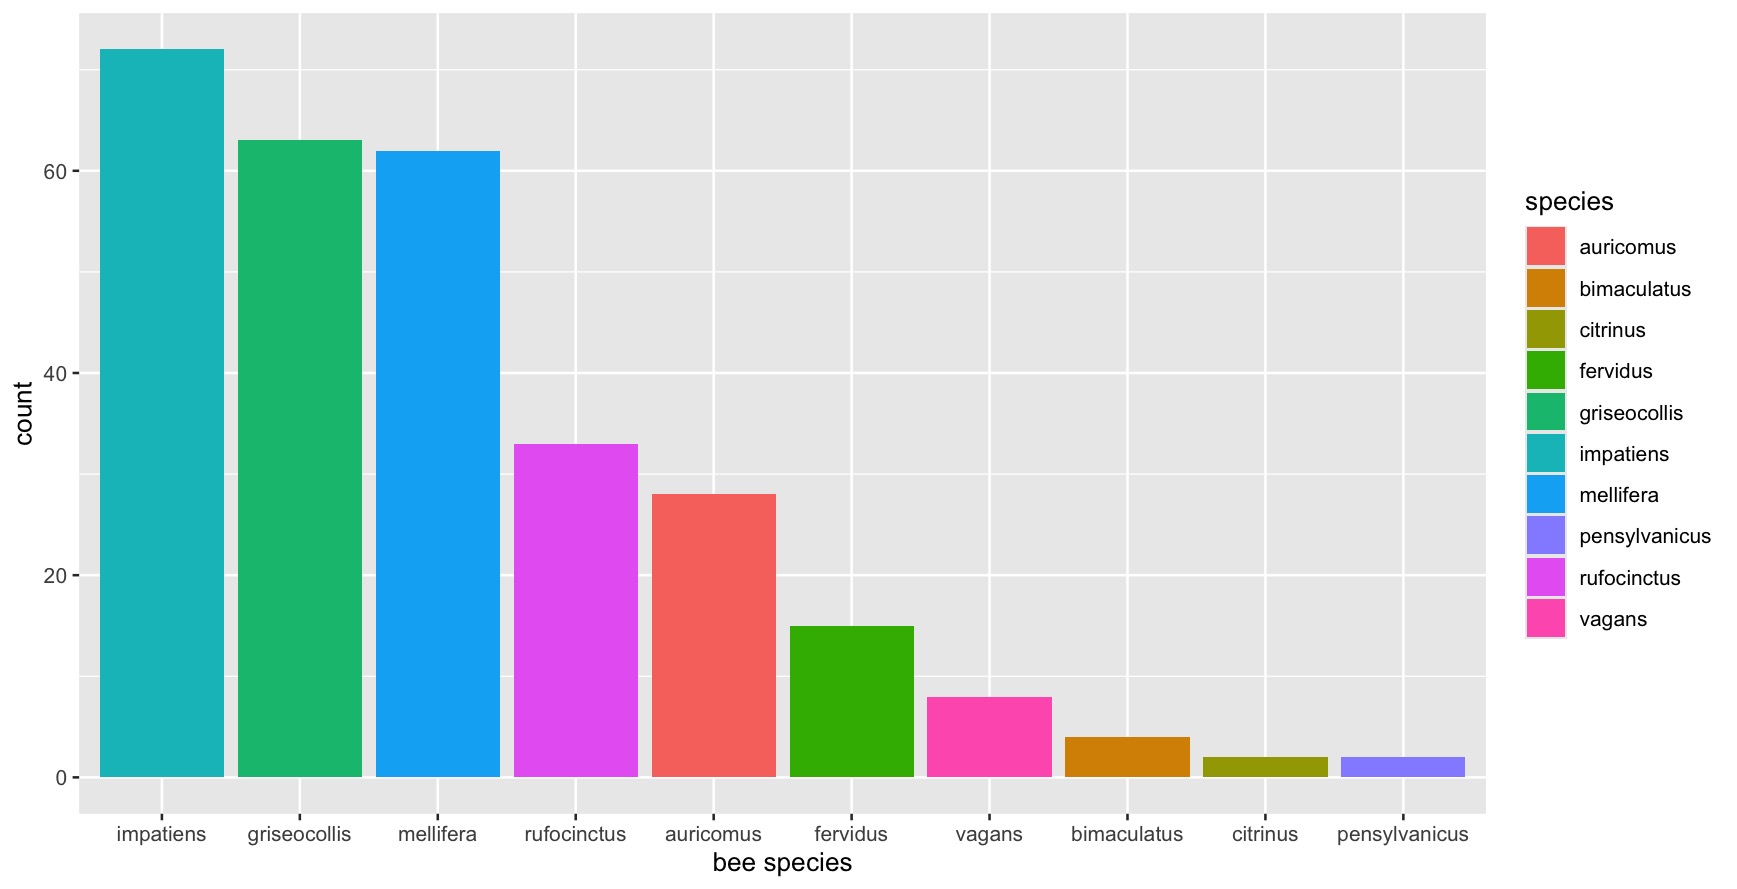 60
40
20
0
count
impatiens griseocollis mellifera rufocinctus auricomus fervidus vagans bimaculatus citrinus pensylvanicus
bee species
species
auricomus
bimaculatus
citrinus
fervidus
griseocollis
impatiens
mellifera
pensylvanicus
rufocinctus
vagans